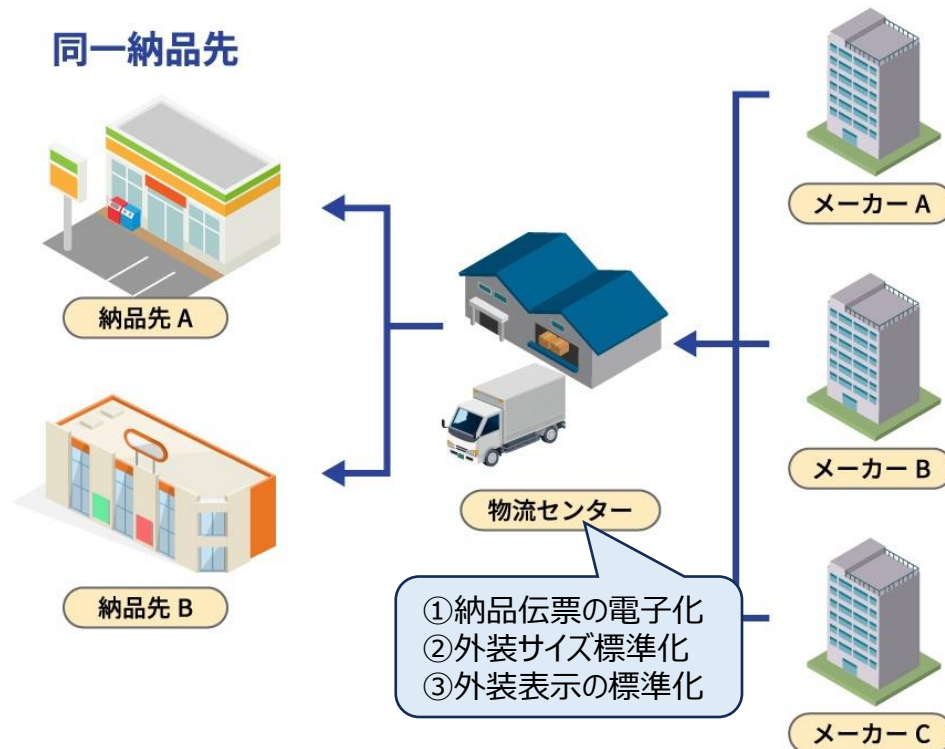 同一納品先
納品先 A
納品先 B
物流センター
①納品伝票の電子化
②外装サイズ標準化
③外装表示の標準化
メーカー A
メーカー B
メーカー C